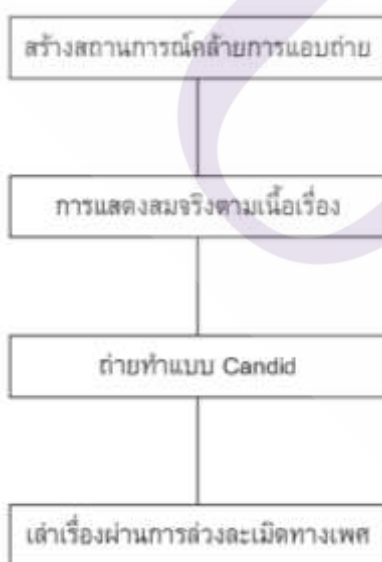 สร้างสถานการณ์คล้ายการแอบถ่าย
การแสดงสมจริงตามเนื้อเรื่อง
ถ่ายทำแบบ Candid
เล่าเรื่องผ่านการล่วงละเมิดทางเพศ